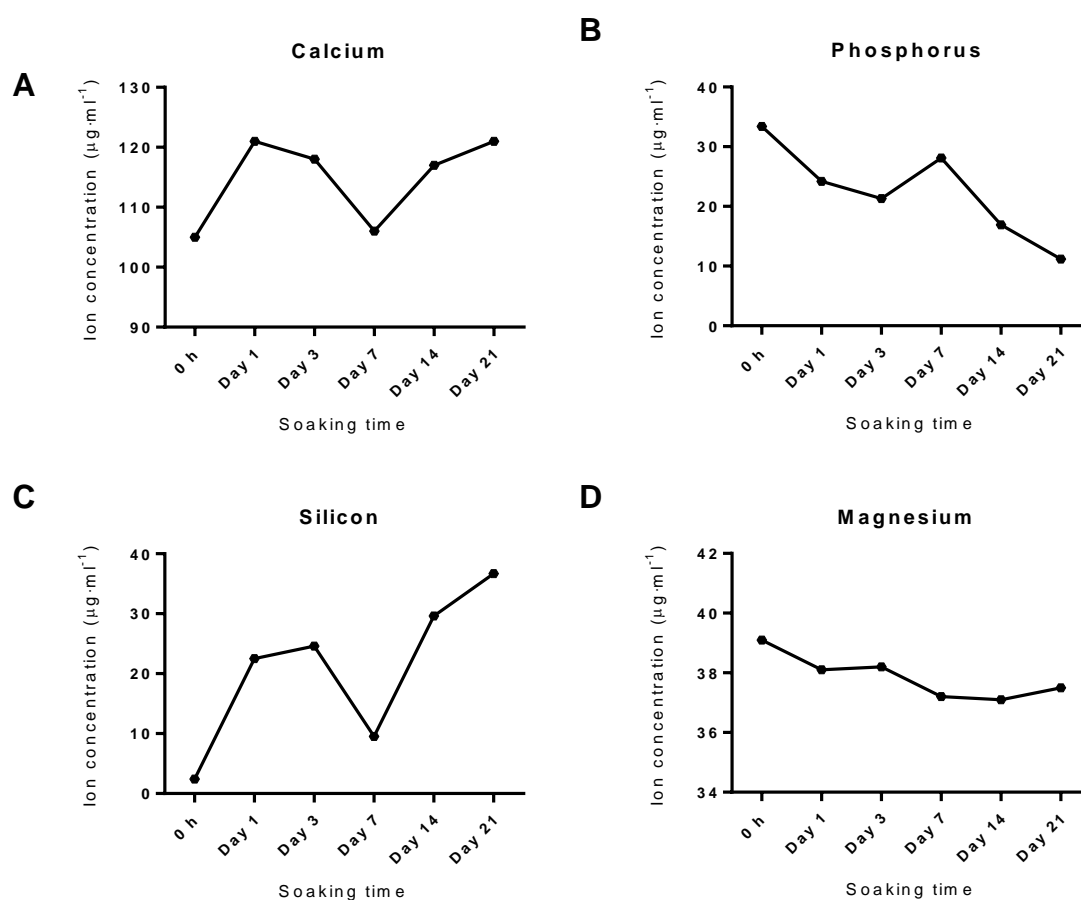 A
Calcium
Ion concentration (µg·ml⁻¹)
130
120
110
100
90
0 h
Day 1
Day 3
Day 7
Day 14
Day 21
Soaking time
B
Phosphorus
Ion concentration (µg·ml⁻¹)
40
30
20
10
0
0 h
Day 1
Day 3
Day 7
Day 14
Day 21
Soaking time
C
Silicon
Ion concentration (µg·ml⁻¹)
40
30
20
10
0
0 h
Day 1
Day 3
Day 7
Day 14
Day 21
Soaking time
D
Magnesium
Ion concentration (µg·ml⁻¹)
42
40
38
36
34
0 h
Day 1
Day 3
Day 7
Day 14
Day 21
Soaking time